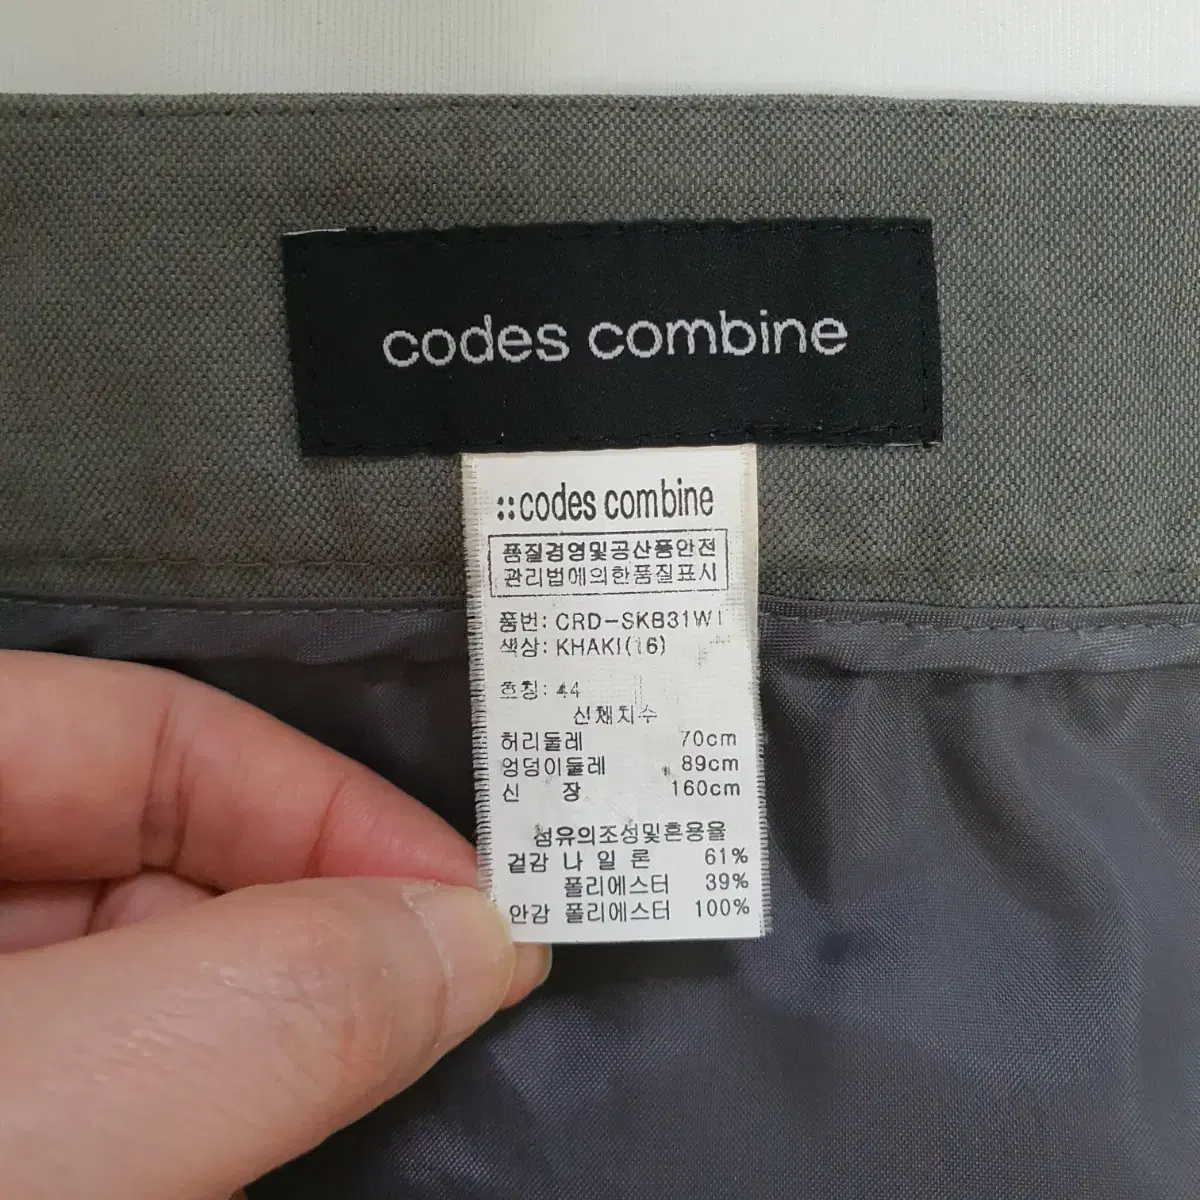 codes combine
::codes combine
품질경영및공산품안전
관리법에의한품질표시
품번: CRD-SKB31W1
색상: KHAKI(16)
호칭: 44
신체치수
허리둘레 70cm
엉덩이둘레 89cm
신 장 160cm
섬유의조성및혼용율
겉감 나 일 론 61%
폴리에스터 39%
안감 폴리에스터 100%